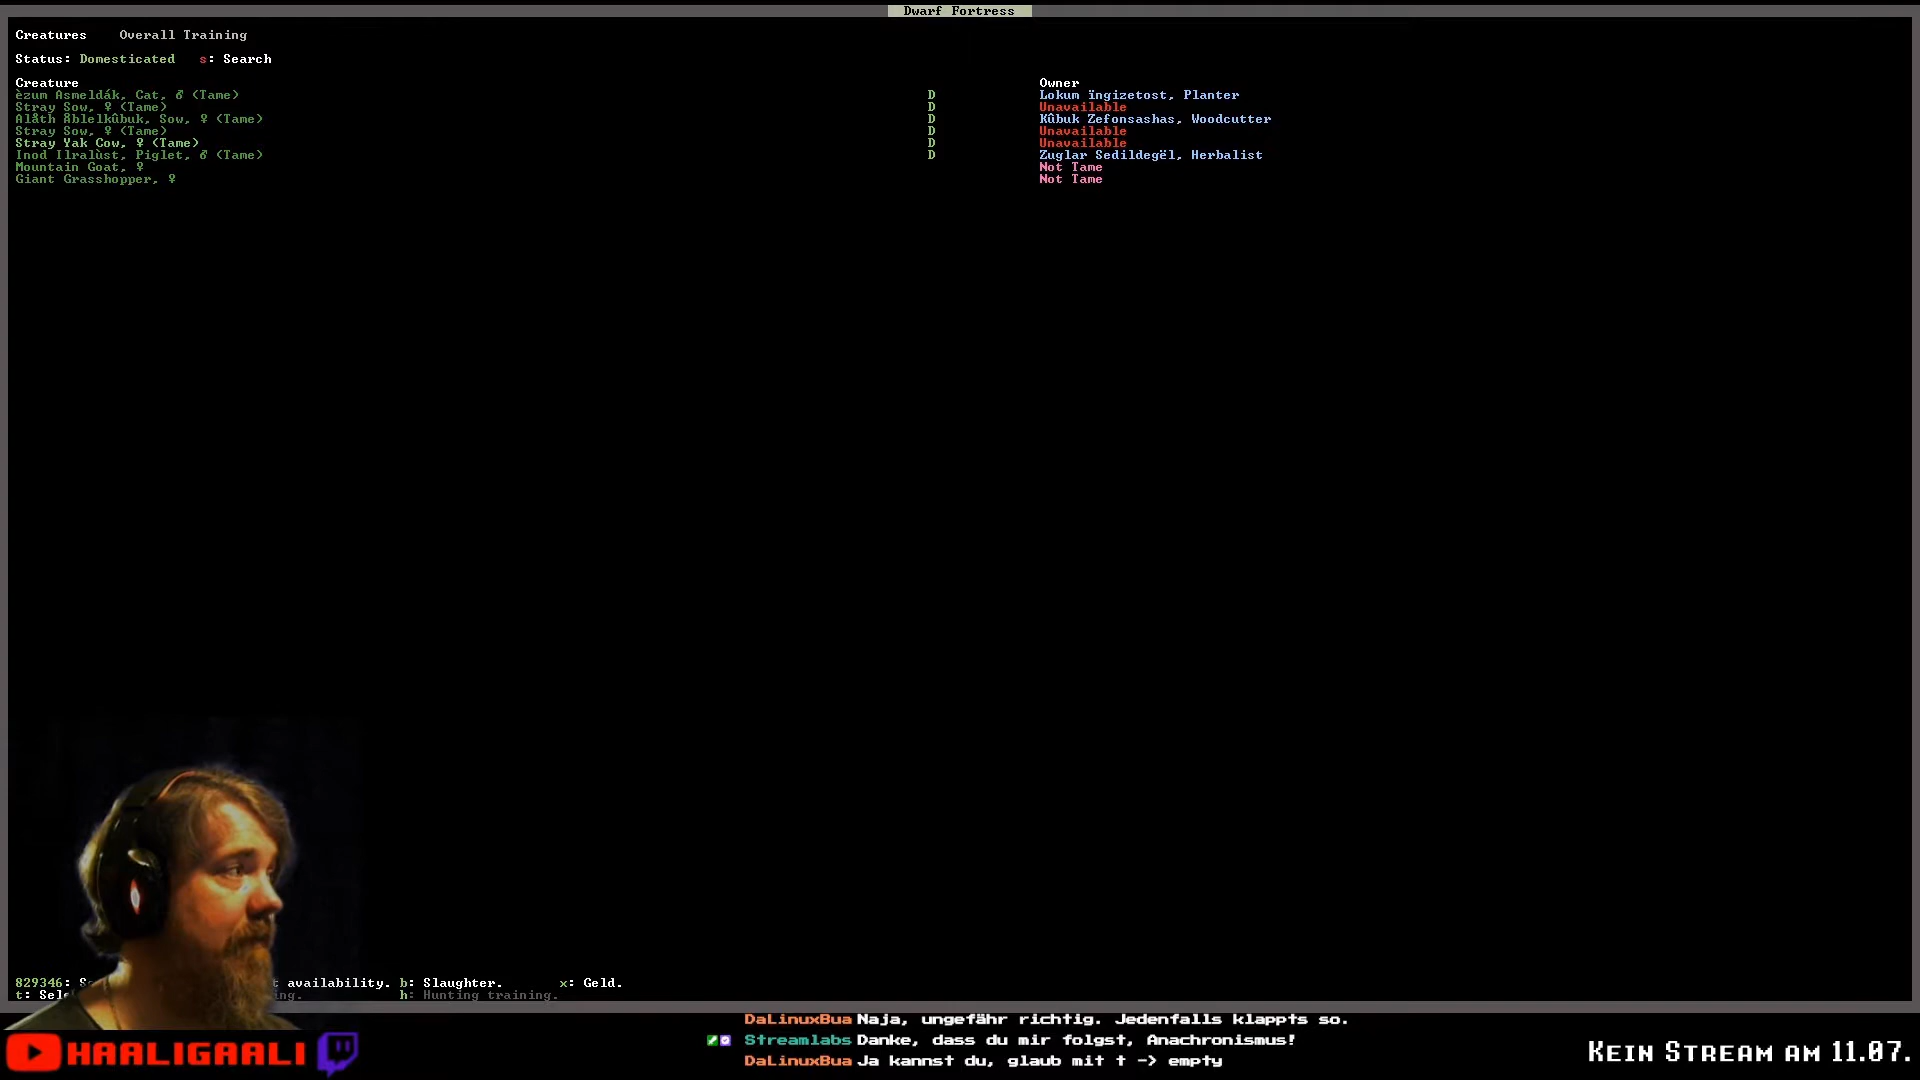 Dwarf Fortress
Creatures Overall Training
Status: Domesticated s: Search
Creature Owner
èzum Asmeldák, Cat, ♂ (Tame) D Lokum ïngizetost, Planter
Stray Sow, ♀ (Tame) D Unavailable
Alåth Åblelkûbuk, Sow, ♀ (Tame) D Kûbuk Zefonsashas, Woodcutter
Stray Sow, ♀ (Tame) D Unavailable
Stray Yak Cow, ♀ (Tame) D Unavailable
Inod Ilralùst, Piglet, ♂ (Tame) D Zuglar Sedildegël, Herbalist
Mountain Goat, ♀ Not Tame
Giant Grasshopper, ♀ Not Tame
829346: availability. b: Slaughter. x: Geld.
t: h: Hunting training.
DaLinuxBua Naja, ungefähr richtig. Jedenfalls klappts so.
Streamlabs Danke, dass du mir folgst, Anachronismus!
DaLinuxBua Ja kannst du, glaub mit t -> empty
HAALIGAALI
Kein Stream am 11.07.